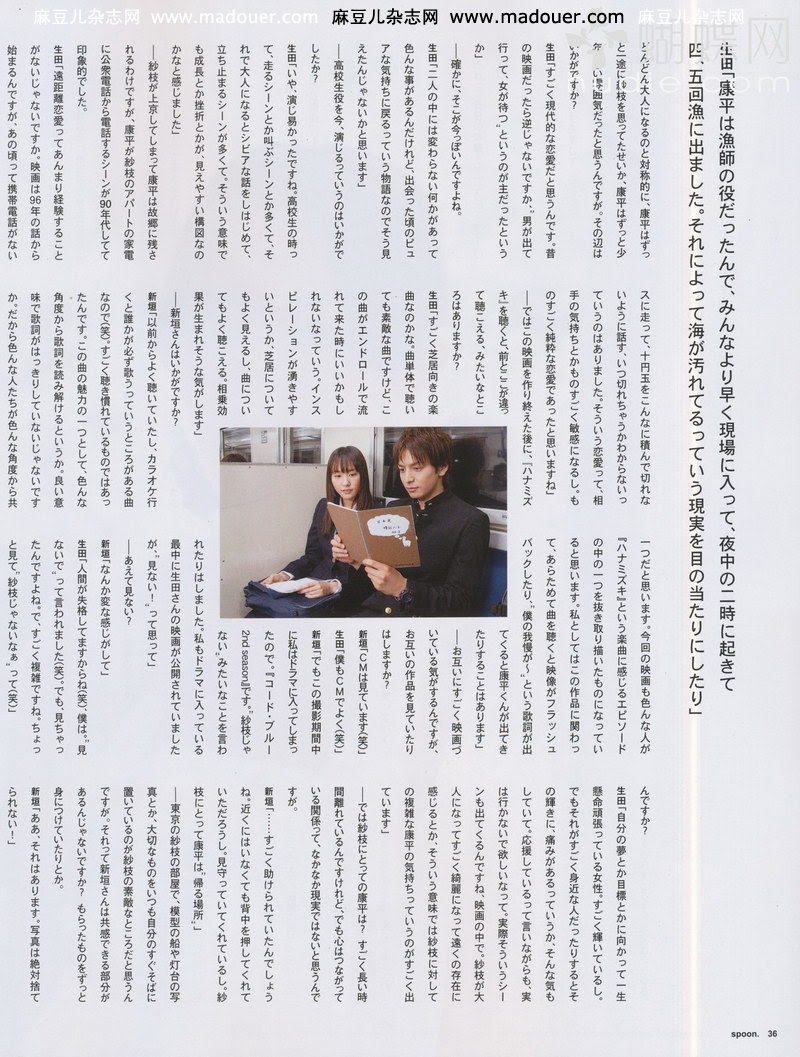 麻豆儿杂志网 www.madouer.com 麻豆儿杂志网 www.madouer.com 麻豆儿杂志网 www.madouer.com
蝴蝶网
生田「康平は漁師の役だったんで、みんなより早く現場に入って、夜中の二時に起きて
四、五回漁に出ました。それによって海が汚れてるっていう現実を目の当たりにしたり」
どんどん大人になるのと対称的に、康平はずっ
と一途に紗枝を思ってたせいか、康平はずっと少
年
いかがですか？
生田「すごく現代的な恋愛だと思うんです。昔
の映画だったら逆じゃないですか、“男が出て
行って、女が待つ”というのが主だったという
か」
──確かに、そこが今っぽいんですよね。
生田「二人の中には変わらない何かがあって
色んな事があるんだけれど、出会った頃のピュ
アな気持ちに戻るっていう物語なのでそう見
えたんじゃないかと思います」
──高校生役を今、演じるっていうのはいかがで
したか？
生田「いや、演じ易かったですね。高校生の時っ
て、走るシーンとか叫ぶシーンとか多くて、そ
れで大人になるとシビアな話をしはじめて、
立ち止まるシーンが多くて。そういう意味で
も成長とか挫折とかが、見えやすい構図なの
かなと感じました」
──紗枝が上京してしまって康平は故郷に残さ
れるわけですが、康平が紗枝のアパートの家電
に公衆電話から電話するシーンが90年代してて
印象的でした。
生田「遠距離恋愛ってあんまり経験すること
がないじゃないですか。映画は96年の話から
始まるんですが、あの頃って携帯電話がない
スに走って、十円玉をこんなに積んで切れな
いように話す、いつ切れちゃうかわからないっ
ていうのはありました。そういう恋愛って、相
手の気持ちとかものすごく敏感になるし。も
のすごく純粋な恋愛であったと思いますね」
──ではこの映画を作り終えた後に、『ハナミズ
キ』を聴くと、前とここが違っ
て聴こえる、みたいなとこ
ろはありますか？
生田「すごく芝居向きの楽
曲なのかな。曲単体で聴い
ても素敵な曲ですけど、こ
の曲がエンドロールで流
れて来た時にいいかもし
れないなっていう。インス
ピレーションが湧きやす
いというか、芝居について
もよく見えるし、曲につい
てもよく聴こえる。相乗効
果が生まれそうな気がします」
──新垣さんはいかがですか？
新垣「以前からよく聴いていたし、カラオケ行
くと誰かが必ず歌うっていうところがある曲
なので(笑)。すごく聴き慣れているものではあっ
たんです。この曲の魅力の一つとして、色んな
角度から歌詞を読み解けるというか。良い意
味で歌詞がはっきりしていないじゃないです
か。だから色んな人たちが色んな角度から共
一つだと思います。今回の映画も色んな人が
『ハナミズキ』という楽曲に感じるエピソード
の中の一つを抜き取り描いたものになってい
ると思います。私としてはこの作品に関わっ
て、あらためて曲を聴くと映像がフラッシュ
バックしたり、“僕の我慢が〜”という歌詞が出
てくると康平くんが出てき
たりすることはあります」
──お互いにすごく映画づ
いている気がするんですが、
お互いの作品を見ていたり
はしますか？
新垣「CMは見ています(笑)」
生田「僕もCMでよく(笑)」
新垣「でもこの撮影期間中
に私はドラマに入ってしまっ
たので、『コード・ブルー
2nd season』です。“紗枝じゃ
ない”みたいなことを言わ
れたりはしました。私もドラマに入っている
最中に生田さんの映画が公開されていました
が、“見ない！”って思って」
──あえて見ない？
新垣「なんか変な感じがして」
生田「人間が失格してますからね(笑)、僕は。“見
ないで”って言われました(笑)。でも、見ちゃっ
たんですよね。で、すごく複雑ですね。ちょっ
と見て、“紗枝じゃないなぁ”って(笑)」
んですか？
生田「自分の夢とか目標とかに向かって一生
懸命頑張っている女性。すごく輝いているし。
でもそれがすごく身近な人だったりするとそ
の輝きに、痛みがあるっていうか、そんな気も
していて。応援しているって言いながらも、実
は行かないで欲しいなって。実際そういうシー
ンも出てくるんですね、映画の中で。紗枝が大
人になってすごく綺麗になって遠くの存在に
感じるとか、そういう意味では紗枝に対して
の複雑な康平の気持ちっていうのがすごく出
ています」
──では紗枝にとっての康平は？ すごく長い時
間離れているんですけれど、でも心はつながって
いる関係って、なかなか現実ではないと思うんで
すが。
新垣「……すごく助けられていたんでしょう
ね。近くにはいなくても背中を押してくれて
いただろうし。見守っていてくれているし。紗
枝にとって康平は、“帰る場所”」
──東京の紗枝の部屋で、模型の船や灯台の写
真とか、大切なものをいつも自分のすぐそばに
置いているのが紗枝の素敵なところだと思うん
ですが。それって新垣さんは共感できる部分が
あるんじゃないですか？ もらったものをずっと
身につけていたりとか。
新垣「ああ、それはあります。写真は絶対捨て
られない！」
spoon. 36